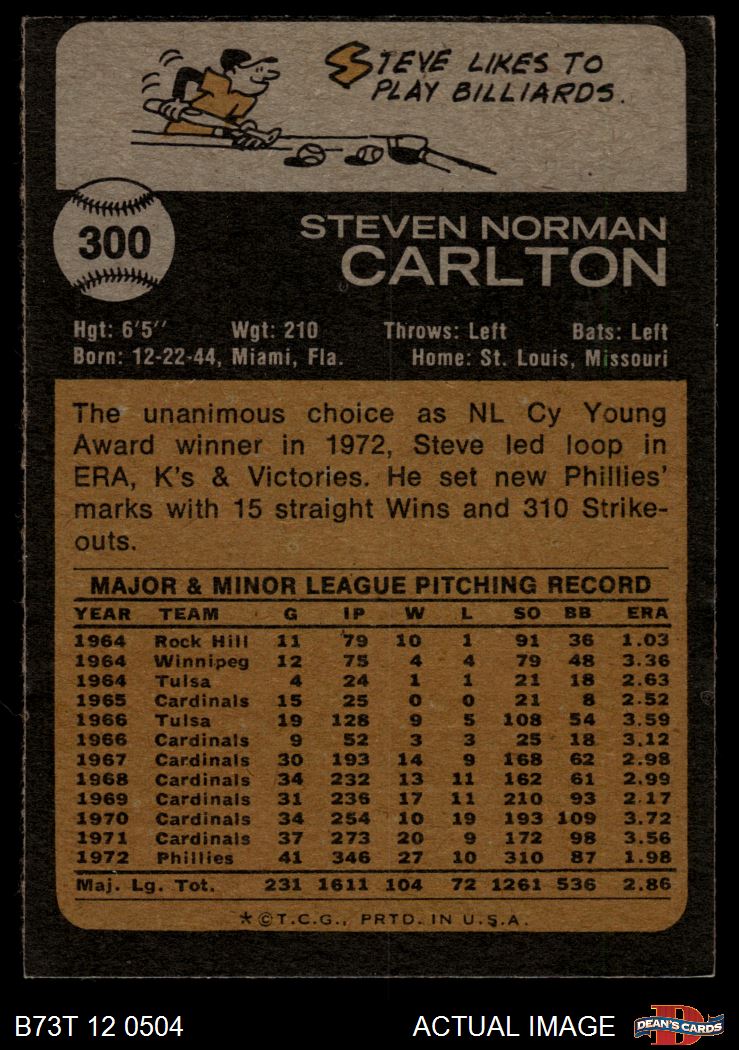 STEVE LIKES TO
PLAY BILLIARDS.
300
STEVEN NORMAN
CARLTON
Hgt: 6'5" Wgt: 210 Throws: Left Bats: Left
Born: 12-22-44, Miami, Fla. Home: St. Louis, Missouri
The unanimous choice as NL Cy Young
Award winner in 1972, Steve led loop in
ERA, K's & Victories. He set new Phillies'
marks with 15 straight Wins and 310 Strike-
outs.
MAJOR & MINOR LEAGUE PITCHING RECORD
YEAR TEAM G IP W L SO BB ERA
1964 Rock Hill 11 79 10 1 91 36 1.03
1964 Winnipeg 12 75 4 4 79 48 3.36
1964 Tulsa 4 24 1 1 21 18 2.63
1965 Cardinals 15 25 0 0 21 8 2.52
1966 Tulsa 19 128 9 5 108 54 3.59
1966 Cardinals 9 52 3 3 25 18 3.12
1967 Cardinals 30 193 14 9 168 62 2.98
1968 Cardinals 34 232 13 11 162 61 2.99
1969 Cardinals 31 236 17 11 210 93 2.17
1970 Cardinals 34 254 10 19 193 109 3.72
1971 Cardinals 37 273 20 9 172 98 3.56
1972 Phillies 41 346 27 10 310 87 1.98
Maj. Lg. Tot. 231 1611 104 72 1261 536 2.86
*©T.C.G., PRTD. IN U.S.A.
B73T 12 0504 ACTUAL IMAGE D DEAN'S CARDS